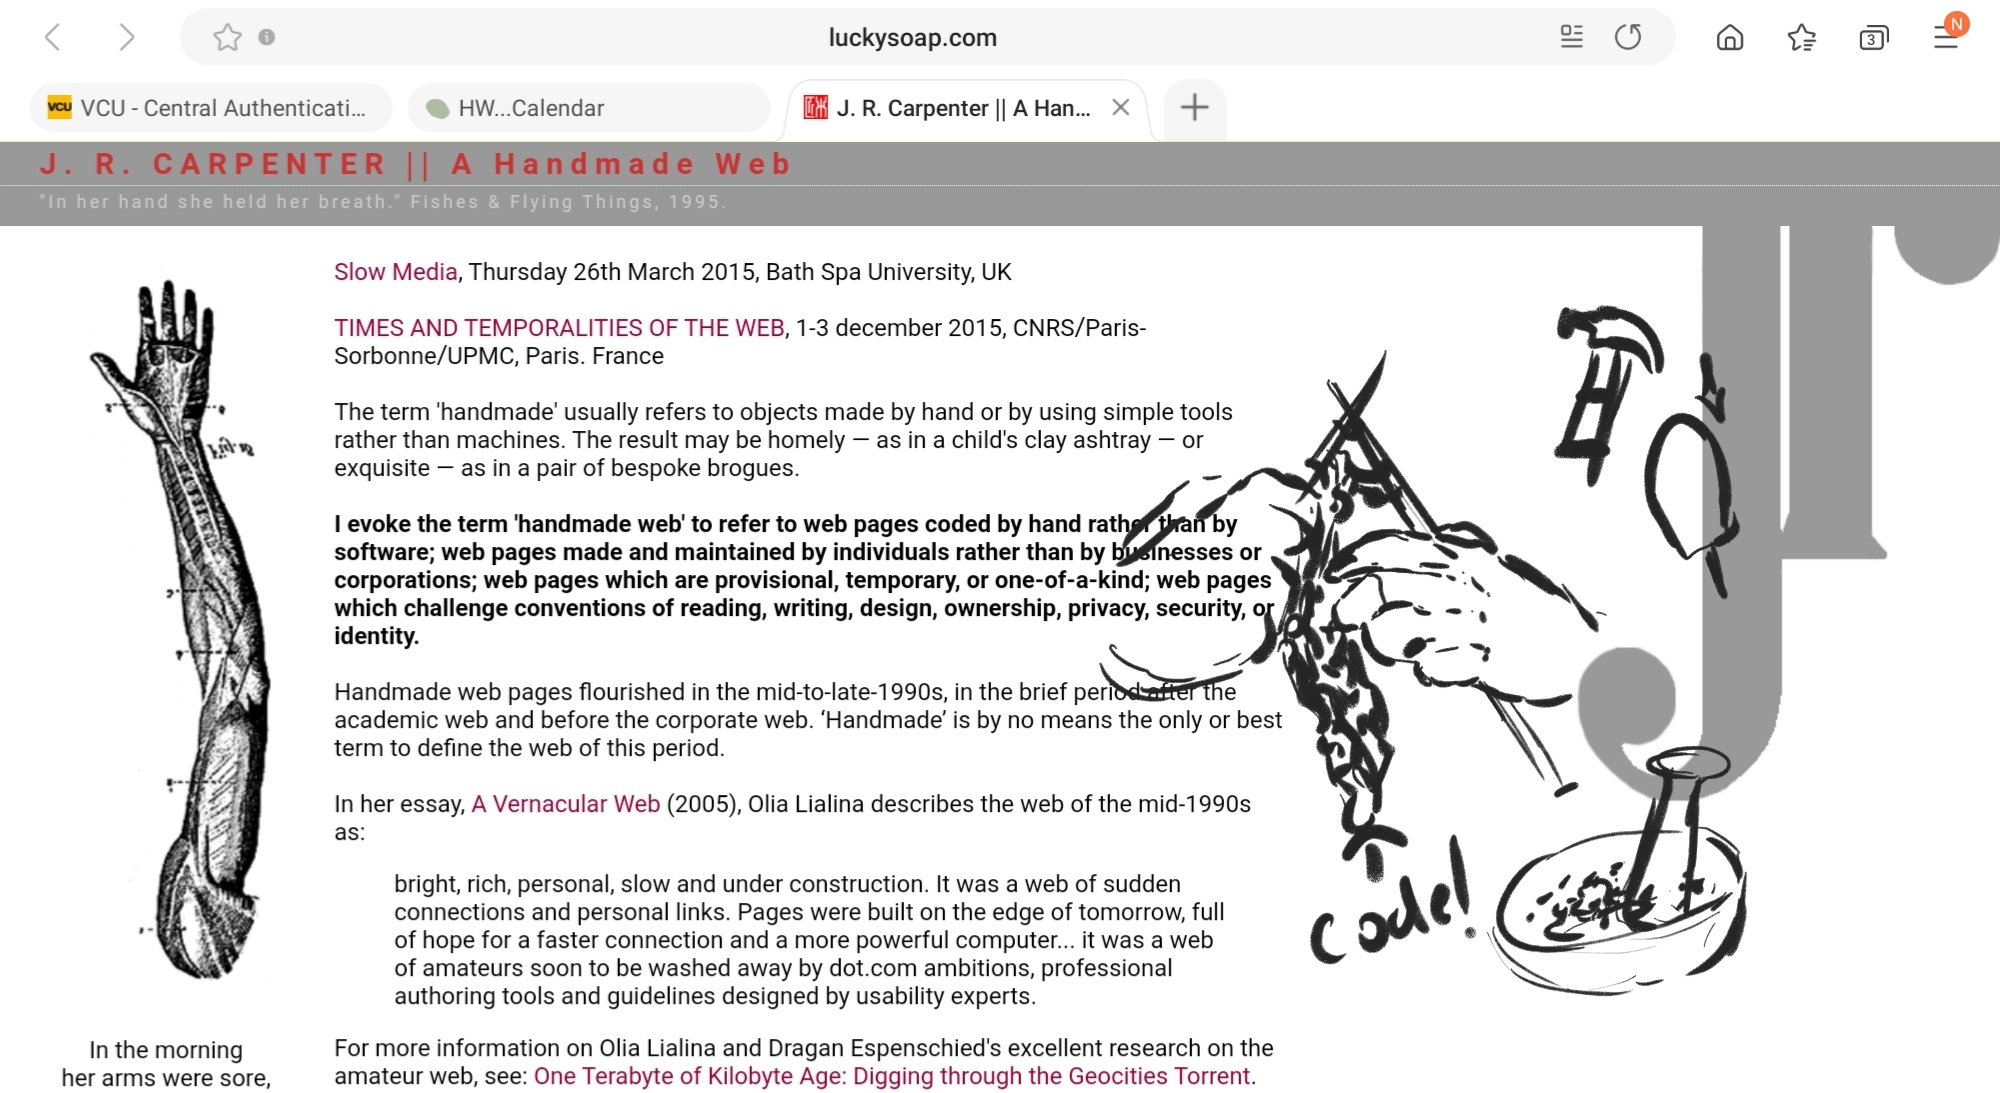 luckysoap.com
3
N
VCU
VCU - Central Authenticati...
HW...Calendar
J. R. Carpenter || A Han...
J. R. CARPENTER || A Handmade Web
"In her hand she held her breath." Fishes & Flying Things, 1995.
Slow Media, Thursday 26th March 2015, Bath Spa University, UK
TIMES AND TEMPORALITIES OF THE WEB, 1-3 december 2015, CNRS/Paris-
Sorbonne/UPMC, Paris. France
The term 'handmade' usually refers to objects made by hand or by using simple tools
rather than machines. The result may be homely — as in a child's clay ashtray — or
exquisite — as in a pair of bespoke brogues.
I evoke the term 'handmade web' to refer to web pages coded by hand rather than by
software; web pages made and maintained by individuals rather than by businesses or
corporations; web pages which are provisional, temporary, or one-of-a-kind; web pages
which challenge conventions of reading, writing, design, ownership, privacy, security, or
identity.
Handmade web pages flourished in the mid-to-late-1990s, in the brief period after the
academic web and before the corporate web. ‘Handmade’ is by no means the only or best
term to define the web of this period.
In her essay, A Vernacular Web (2005), Olia Lialina describes the web of the mid-1990s
as:
bright, rich, personal, slow and under construction. It was a web of sudden
connections and personal links. Pages were built on the edge of tomorrow, full
of hope for a faster connection and a more powerful computer... it was a web
of amateurs soon to be washed away by dot.com ambitions, professional
authoring tools and guidelines designed by usability experts.
For more information on Olia Lialina and Dragan Espenschied's excellent research on the
amateur web, see: One Terabyte of Kilobyte Age: Digging through the Geocities Torrent.
In the morning
her arms were sore,
code!
Jr